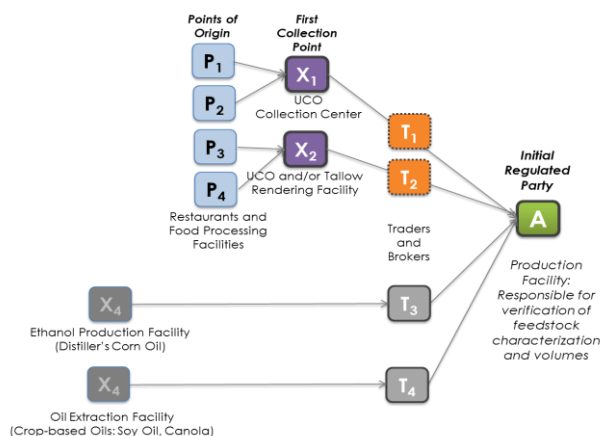 Points of
Origin
First
Collection
Point
P1
P2
X1
UCO
Collection Center
P3
P4
X2
UCO and/or Tallow
Rendering Facility
Restaurants and
Food Processing
Facilities
T1
T2
Traders
and
Brokers
Initial
Regulated
Party
A
Production
Facility:
Responsible for
verification of
feedstock
characterization
and volumes
X4
Ethanol Production Facility
(Distiller's Corn Oil)
T3
X4
Oil Extraction Facility
(Crop-based Oils: Soy Oil, Canola)
T4